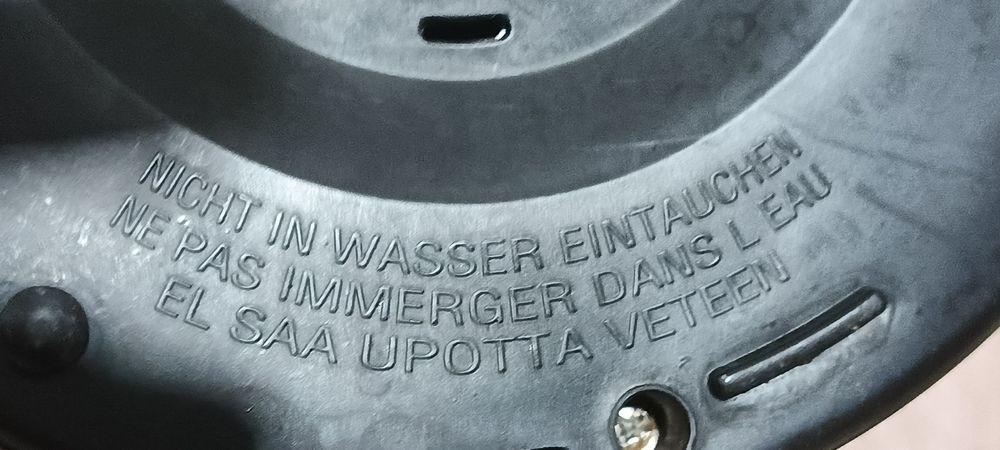 NICHT IN WASSER EINTAUCHEN
NE PAS IMMERGER DANS L EAU
EL SAA UPOTTA VETEEN